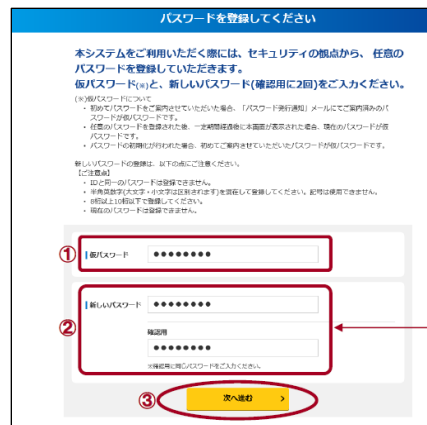 パスワードを登録してください
本システムをご利用いただく際には、セキュリティの観点から、 任意の
パスワードを登録していただきます。
仮パスワード(※)と、新しいパスワード(確認用に2回)をご入力ください。
(※)仮パスワードについて
・ 初めてパスワードをご案内させていただいた場合、「パスワード発行通知」メールにてご案内済みのパ
スワードが仮パスワードです。
・ 任意のパスワードを登録された後、一定期間経過後に本画面が表示された場合、現在のパスワードが仮
パスワードです。
・ パスワードの初期化が行われた場合、初めてご案内させていただいたパスワードが仮パスワードです。
新しいパスワードの登録は、以下の点にご注意ください。
【ご注意点】
・ IDと同一のパスワードは登録できません。
・ 半角英数字(大文字・小文字は区別されます)を混在して登録してください。記号は使用できません。
・ 8桁以上10桁以下で登録してください。
・ 現在のパスワードは登録できません。
① 仮パスワード ●●●●●●●●
新しいパスワード ●●●●●●●●
②
確認用
●●●●●●●●
※確認用に同じパスワードをご入力ください。
③ 次へ進む >